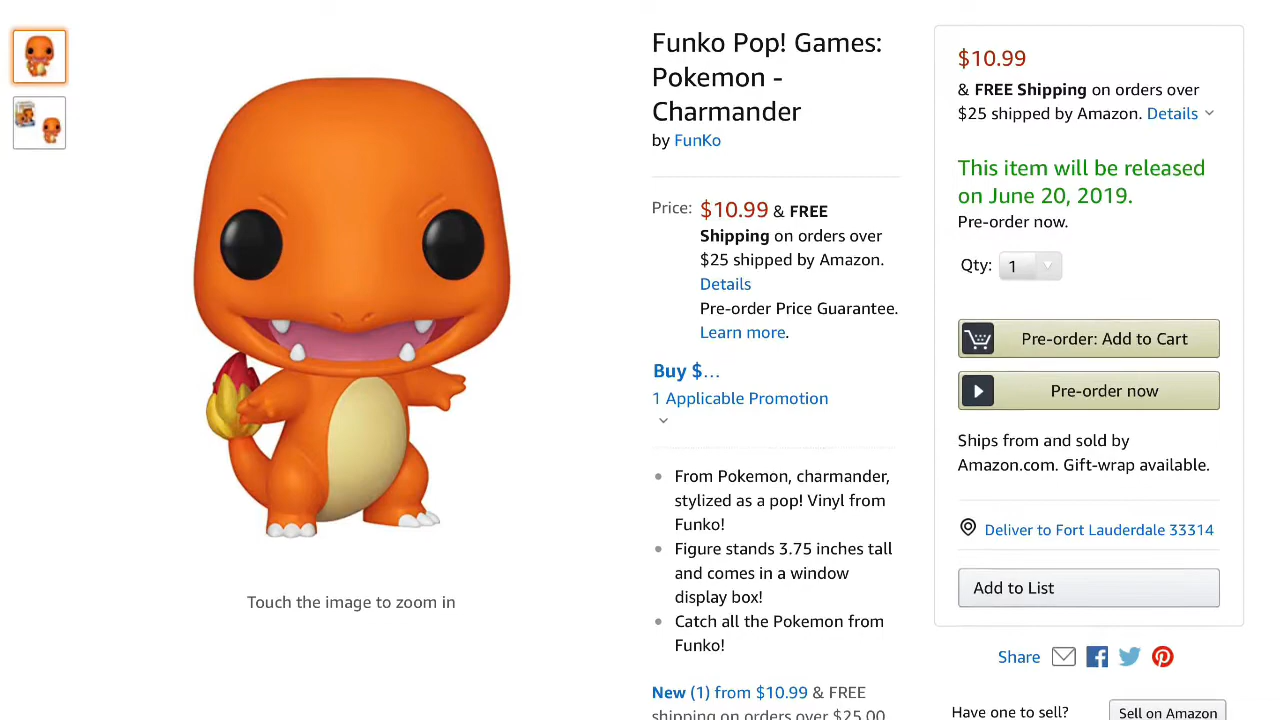 Funko Pop! Games:
Pokemon -
Charmander
by FunKo
Price: $10.99 & FREE
Shipping on orders over
$25 shipped by Amazon.
Details
Pre-order Price Guarantee.
Learn more.
Buy $...
1 Applicable Promotion
From Pokemon, charmander,
stylized as a pop! Vinyl from
Funko!
Figure stands 3.75 inches tall
and comes in a window
display box!
Catch all the Pokemon from
Funko!
New (1) from $10.99 & FREE
shipping on orders over $25.00
Touch the image to zoom in
$10.99
& FREE Shipping on orders over
$25 shipped by Amazon. Details
This item will be released
on June 20, 2019.
Pre-order now.
Qty: 1
Pre-order: Add to Cart
Pre-order now
Ships from and sold by
Amazon.com. Gift-wrap available.
Deliver to Fort Lauderdale 33314
Add to List
Share
Have one to sell? Sell on Amazon